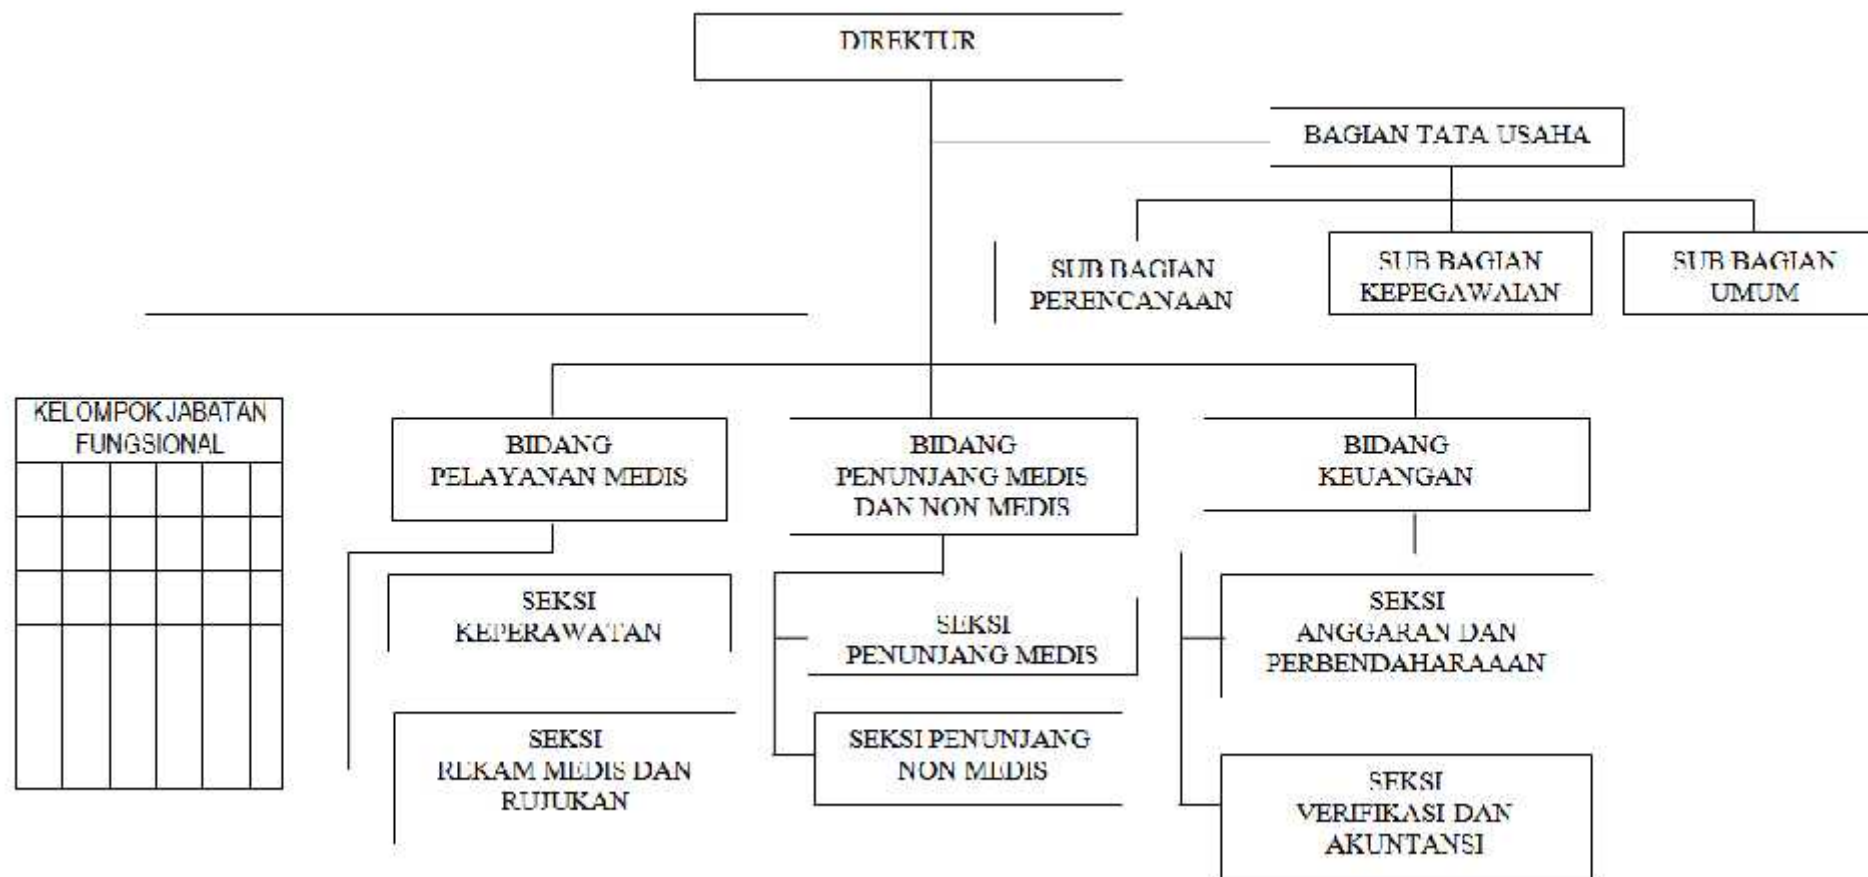 DIREKTUR
BAGIAN TATA USAHA
SUB BAGIAN
PERENCANAAN
SUB BAGIAN
KEPEGAWAIAN
SUB BAGIAN
UMUM
KELOMPOK JABATAN
FUNGSIONAL
BIDANG
PELAYANAN MEDIS
BIDANG
PENUNJANG MEDIS
DAN NON MEDIS
BIDANG
KEUANGAN
SEKSI
KEPERAWATAN
SEKSI
PENUNJANG MEDIS
SEKSI
ANGGARAN DAN
PERBENDAHARAAAN
SEKSI
REKAM MEDIS DAN
RUJUKAN
SEKSI PENUNJANG
NON MEDIS
SEKSI
VERIFIKASI DAN
AKUNTANSI